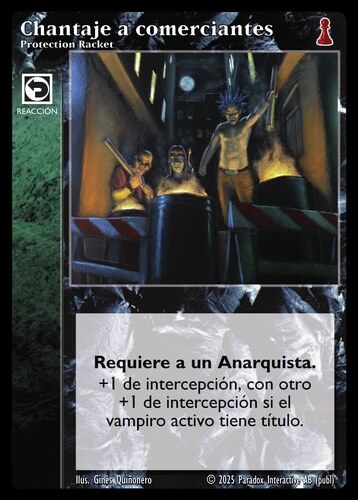 Chantaje a comerciantes
Protection Racket
REACCIÓN
Requiere a un Anarquista.
+1 de intercepción, con otro
+1 de intercepción si el
vampiro activo tiene título.
Ilus. Ginés Quiñonero © 2025 Paradox Interactive AB (publ)